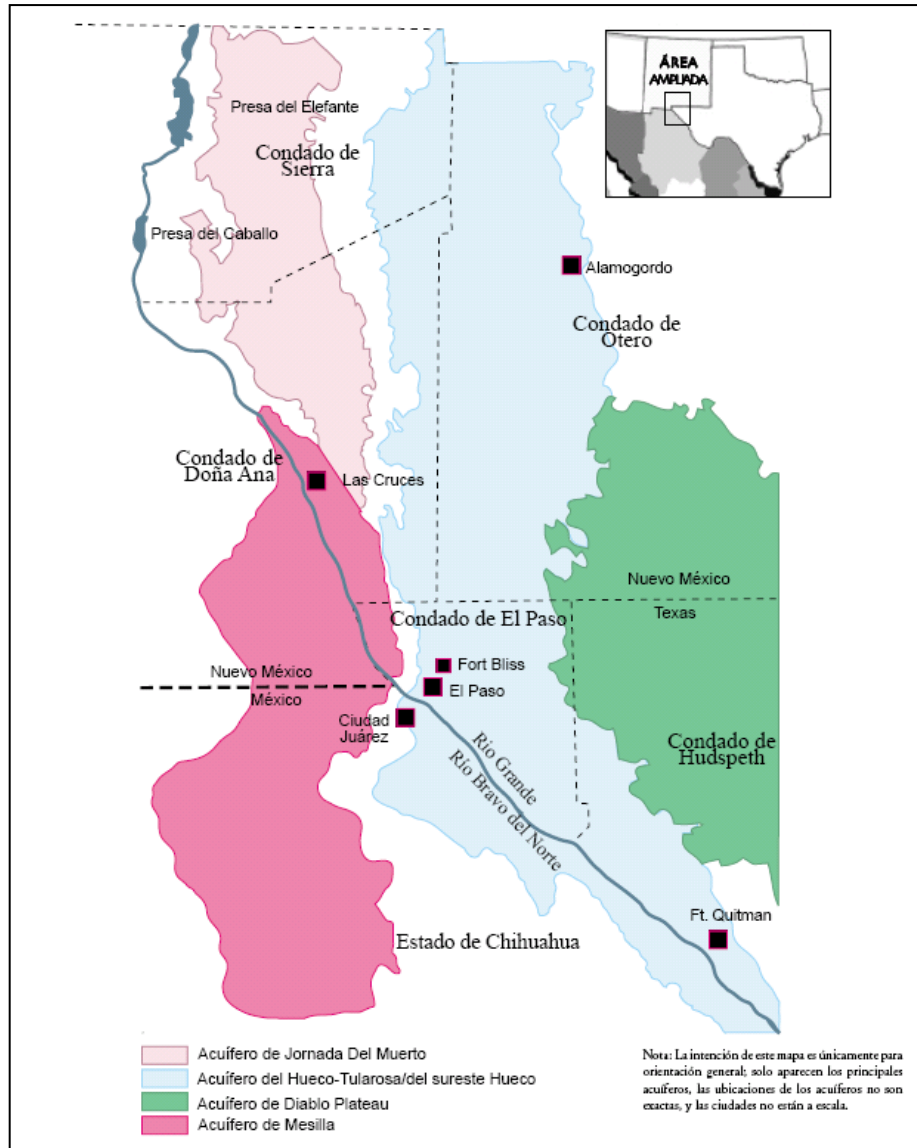 ÁREA
AMPLIADA
Presa del Elefante
Condado de
Sierra
Presa del Caballo
Alamogordo
Condado de
Otero
Condado de
Doña Ana
Las Cruces
Nuevo México
Texas
Condado de El Paso
Fort Bliss
Nuevo México
El Paso
México
Ciudad
Juárez
Condado de
Hudspeth
Río Grande
Río Bravo del Norte
Ft. Quitman
Estado de Chihuahua
Acuífero de Jornada Del Muerto
Acuífero del Hueco-Tularosa/del sureste Hueco
Acuífero de Diablo Plateau
Acuífero de Mesilla
Nota: La intención de este mapa es únicamente para
orientación general; solo aparecen los principales
acuíferos, las ubicaciones de los acuíferos no son
exactas, y las ciudades no están a escala.